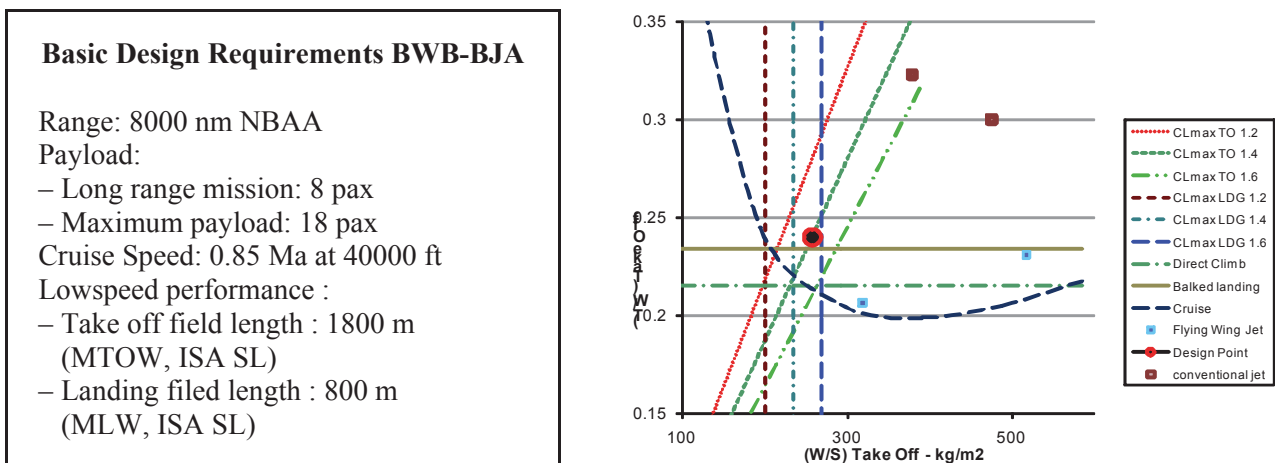 Basic Design Requirements BWB-BJA
Range: 8000 nm NBAA
Payload:
– Long range mission: 8 pax
– Maximum payload: 18 pax
Cruise Speed: 0.85 Ma at 40000 ft
Lowspeed performance :
– Take off field length : 1800 m
(MTOW, ISA SL)
– Landing filed length : 800 m
(MLW, ISA SL)
0.35
0.3
0.25
0.2
0.15
100
300
500
(W/S) Take Off - kg/m2
CLmax TO 1.2
CLmax TO 1.4
CLmax TO 1.6
CLmax LDG 1.2
CLmax LDG 1.4
CLmax LDG 1.6
Direct Climb
Balked landing
Cruise
Flying Wing Jet
Design Point
conventional jet